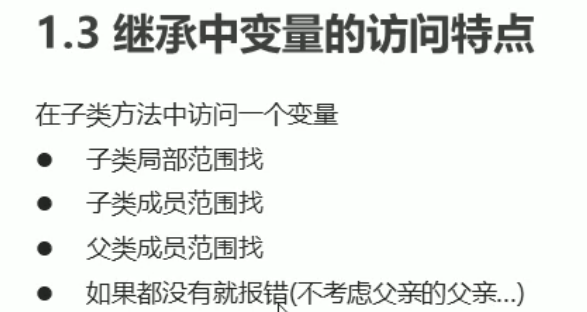 1.3 继承中变量的访问特点
在子类方法中访问一个变量
● 子类局部范围找
● 子类成员范围找
● 父类成员范围找
● 如果都没有就报错(不考虑父亲的父亲...)